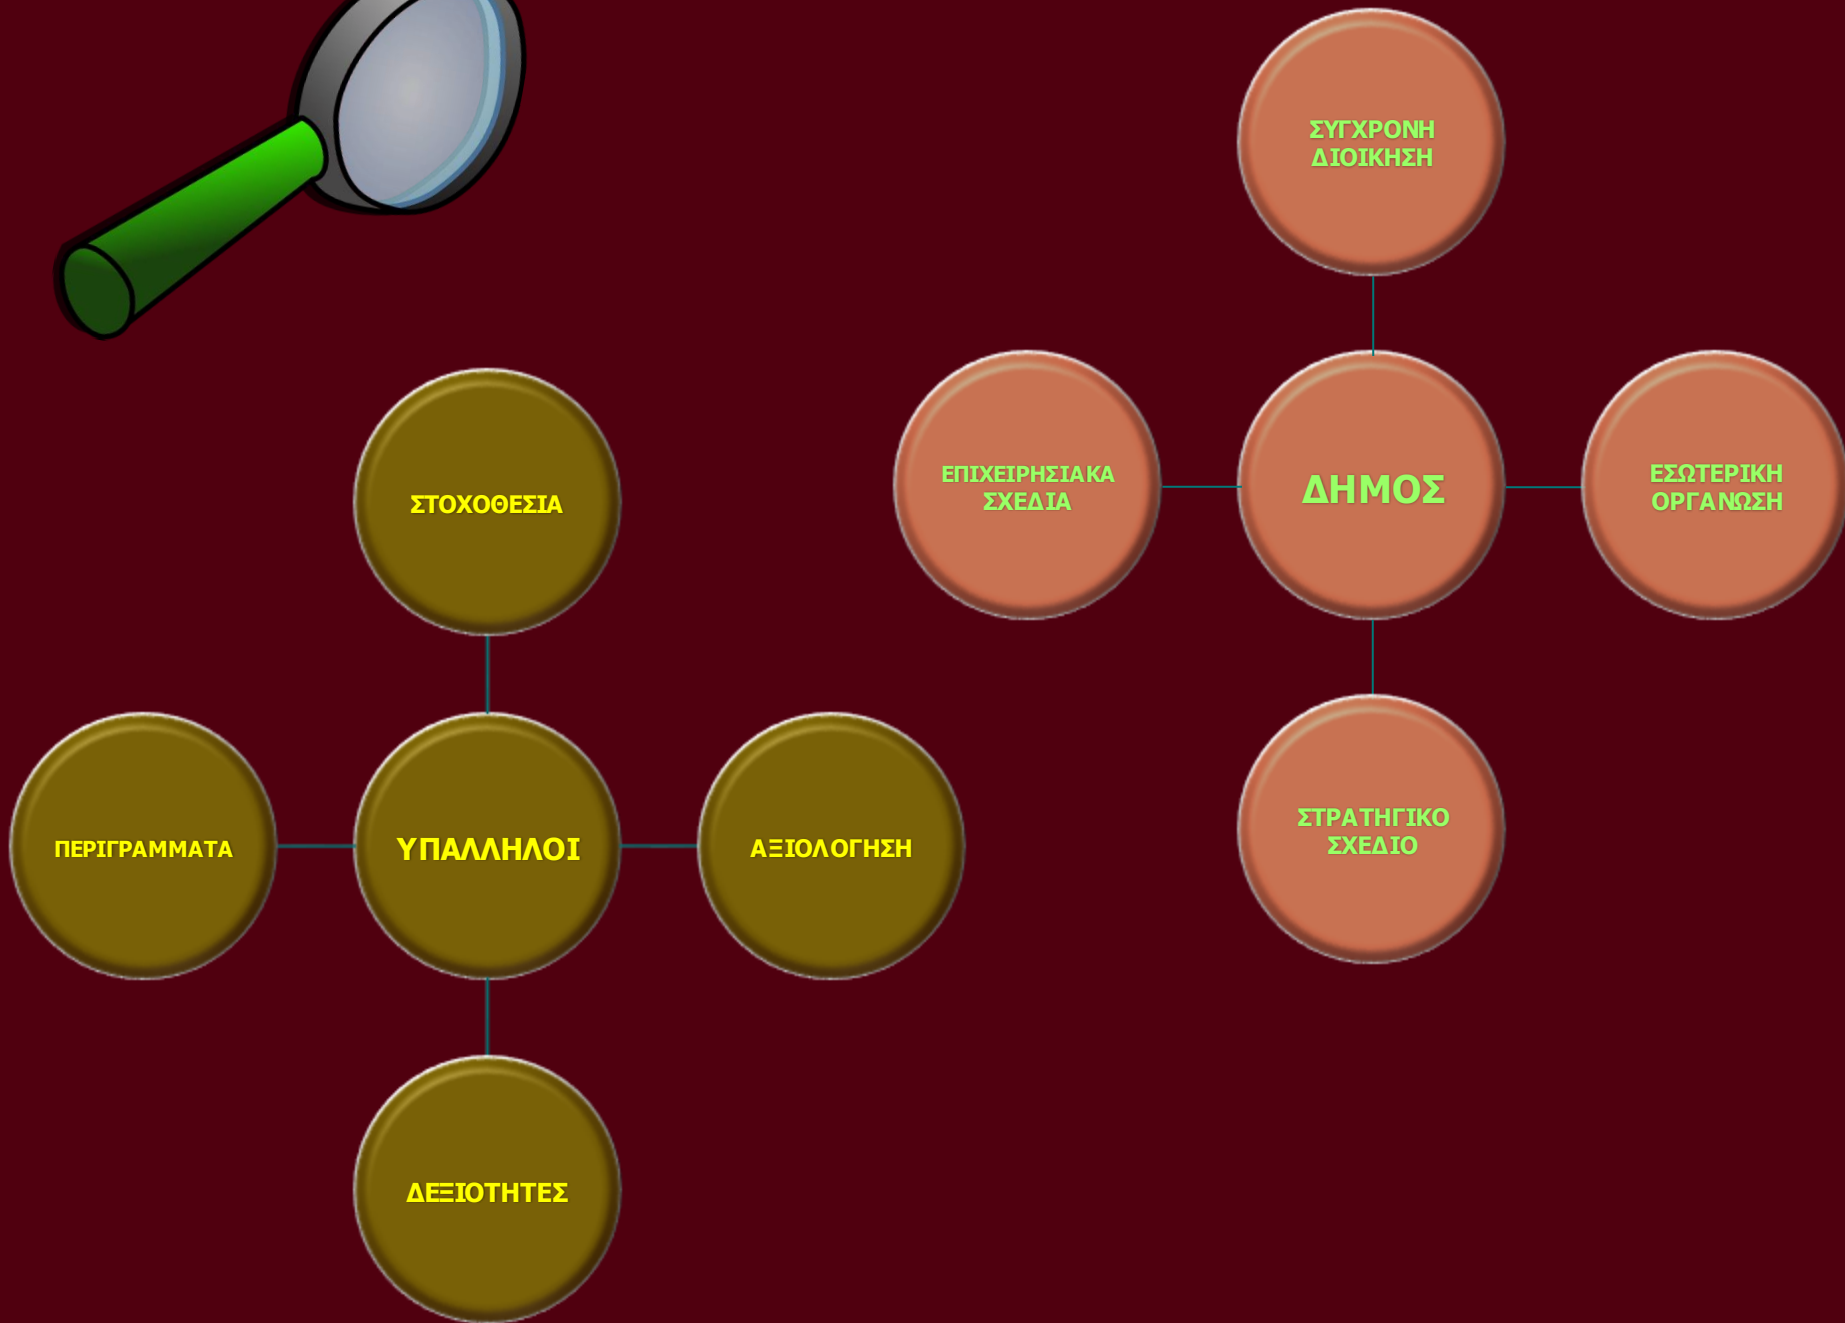 ΣΥΓΧΡΟΝΗ
ΔΙΟΙΚΗΣΗ
ΕΠΙΧΕΙΡΗΣΙΑΚΑ
ΣΧΕΔΙΑ
ΔΗΜΟΣ
ΕΣΩΤΕΡΙΚΗ
ΟΡΓΑΝΩΣΗ
ΣΤΡΑΤΗΓΙΚΟ
ΣΧΕΔΙΟ
ΣΤΟΧΟΘΕΣΙΑ
ΠΕΡΙΓΡΑΜΜΑΤΑ
ΥΠΑΛΛΗΛΟΙ
ΑΞΙΟΛΟΓΗΣΗ
ΔΕΞΙΟΤΗΤΕΣ